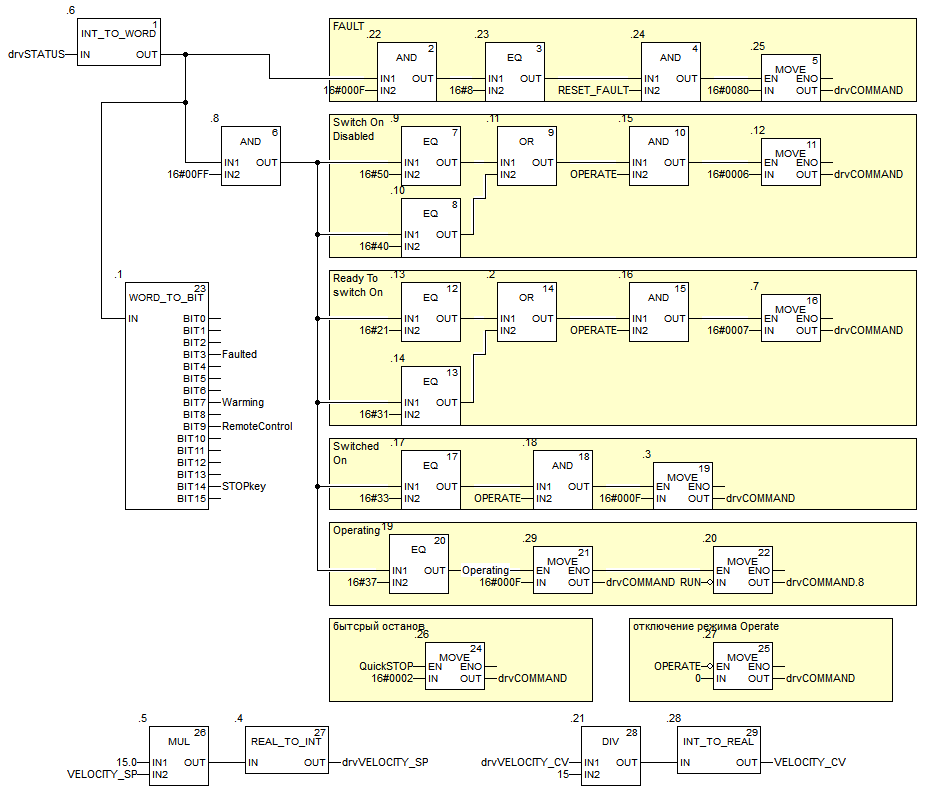 .6
1
INT_TO_WORD
drvSTATUS IN OUT
FAULT
.22 .23 .24 .25
2 3 4 5
AND EQ AND MOVE
IN1 OUT IN1 OUT IN1 OUT EN ENO
16#000F IN2 16#8 IN2 RESET_FAULT IN2 16#0080 IN OUT drvCOMMAND
.8
6
AND
IN1 OUT
16#00FF IN2
Switch On
Disabled
.9 .11 .15 .12
7 9 10 11
EQ OR AND MOVE
IN1 OUT IN1 OUT IN1 OUT EN ENO
16#50 IN2 IN2 OPERATE IN2 16#0006 IN OUT drvCOMMAND
.10
8
EQ
IN1 OUT
16#40 IN2
.1
23
WORD_TO_BIT
IN
BIT0
BIT1
BIT2
BIT3 Faulted
BIT4
BIT5
BIT6
BIT7 Warming
BIT8
BIT9 RemoteControl
BIT10
BIT11
BIT12
BIT13
BIT14 STOPkey
BIT15
Ready To
switch On
.13 .2 .16 .7
12 14 15 16
EQ OR AND MOVE
IN1 OUT IN1 OUT IN1 OUT EN ENO
16#21 IN2 IN2 OPERATE IN2 16#0007 IN OUT drvCOMMAND
.14
13
EQ
IN1 OUT
16#31 IN2
Switched
On
.17 .18 .3
17 18 19
EQ AND MOVE
IN1 OUT IN1 OUT EN ENO
16#33 IN2 OPERATE IN2 16#000F IN OUT drvCOMMAND
Operating
19 .29 .20
20 21 22
EQ MOVE MOVE
IN1 OUT Operating EN ENO EN ENO
16#37 IN2 16#000F IN OUT drvCOMMAND RUN IN OUT drvCOMMAND.8
бытсрый останов
.26
24
MOVE
QuickSTOP EN ENO
16#0002 IN OUT drvCOMMAND
отключение режима Operate
.27
25
MOVE
OPERATE EN ENO
0 IN OUT drvCOMMAND
.5 .4 .21 .28
26 27 28 29
MUL REAL_TO_INT DIV INT_TO_REAL
15.0 IN1 OUT IN OUT drvVELOCITY_SP drvVELOCITY_CV IN1 OUT IN OUT VELOCITY_CV
VELOCITY_SP IN2 15 IN2